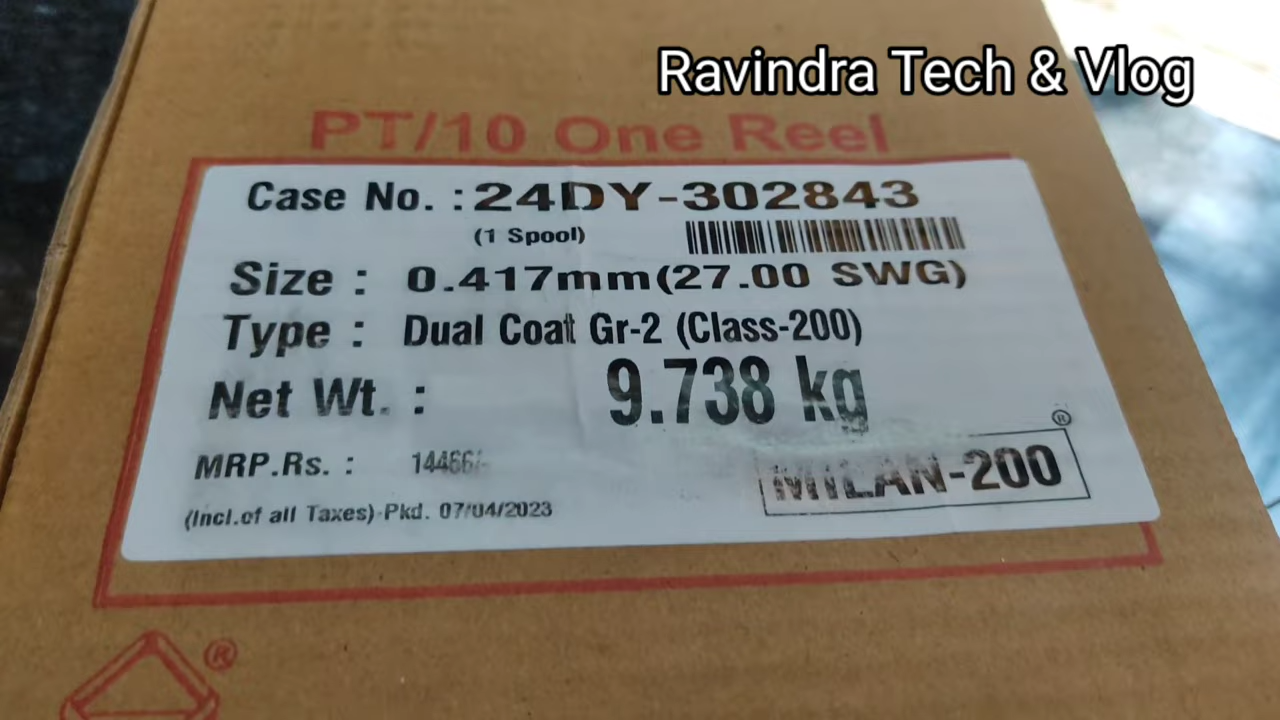 Ravindra Tech & Vlog
PT/10 One Reel
Case No. : 24DY-302843
(1 Spool)
Size : 0.417mm(27.00 SWG)
Type : Dual Coat Gr-2 (Class-200)
Net Wt. : 9.738 kg
MRP.Rs. : 14466/-
(Incl.of all Taxes) Pkd. 07/04/2023
®
MILAN-200
®